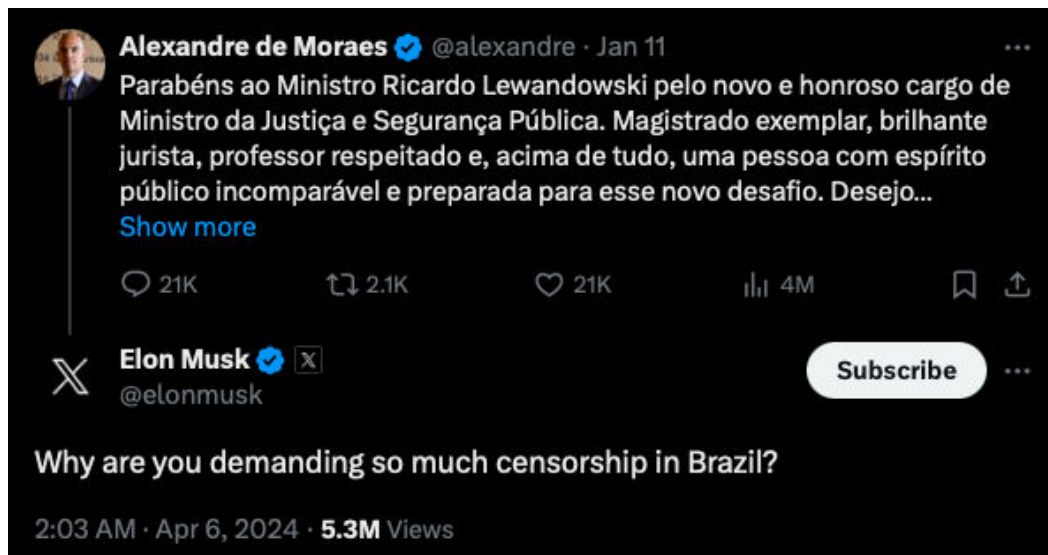 Alexandre de Moraes @alexandre · Jan 11
Parabéns ao Ministro Ricardo Lewandowski pelo novo e honroso cargo de
Ministro da Justiça e Segurança Pública. Magistrado exemplar, brilhante
jurista, professor respeitado e, acima de tudo, uma pessoa com espírito
público incomparável e preparada para esse novo desafio. Desejo...
Show more
21K 2.1K 21K 4M
Elon Musk
Subscribe
@elonmusk
Why are you demanding so much censorship in Brazil?
2:03 AM · Apr 6, 2024 · 5.3M Views